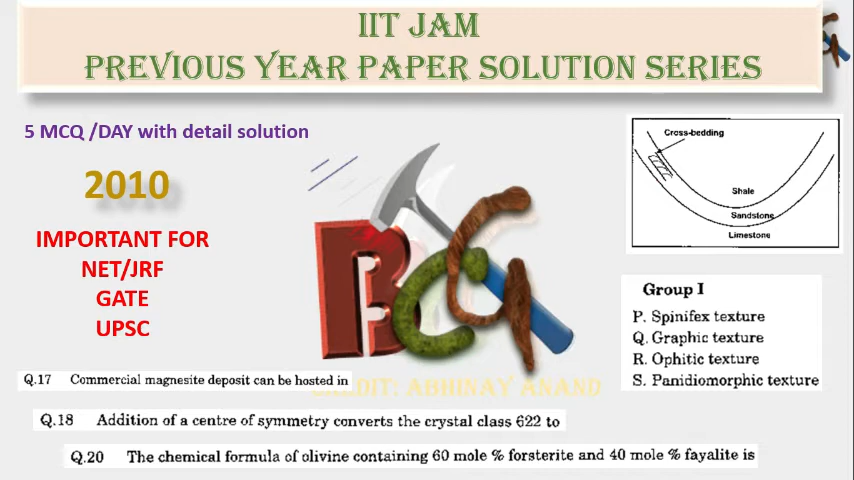 IIT JAM
PREVIOUS YEAR PAPER SOLUTION SERIES
5 MCQ /DAY with detail solution
2010
IMPORTANT FOR
NET/JRF
GATE
UPSC
Cross-bedding
Shale
Sandstone
Limestone
BCG
Group I
P. Spinifex texture
Q. Graphic texture
R. Ophitic texture
S. Panidiomorphic texture
CREDIT: ABHINAY ANAND
Q.17 Commercial magnesite deposit can be hosted in
Q.18 Addition of a centre of symmetry converts the crystal class 622 to
Q.20 The chemical formula of olivine containing 60 mole % forsterite and 40 mole % fayalite is